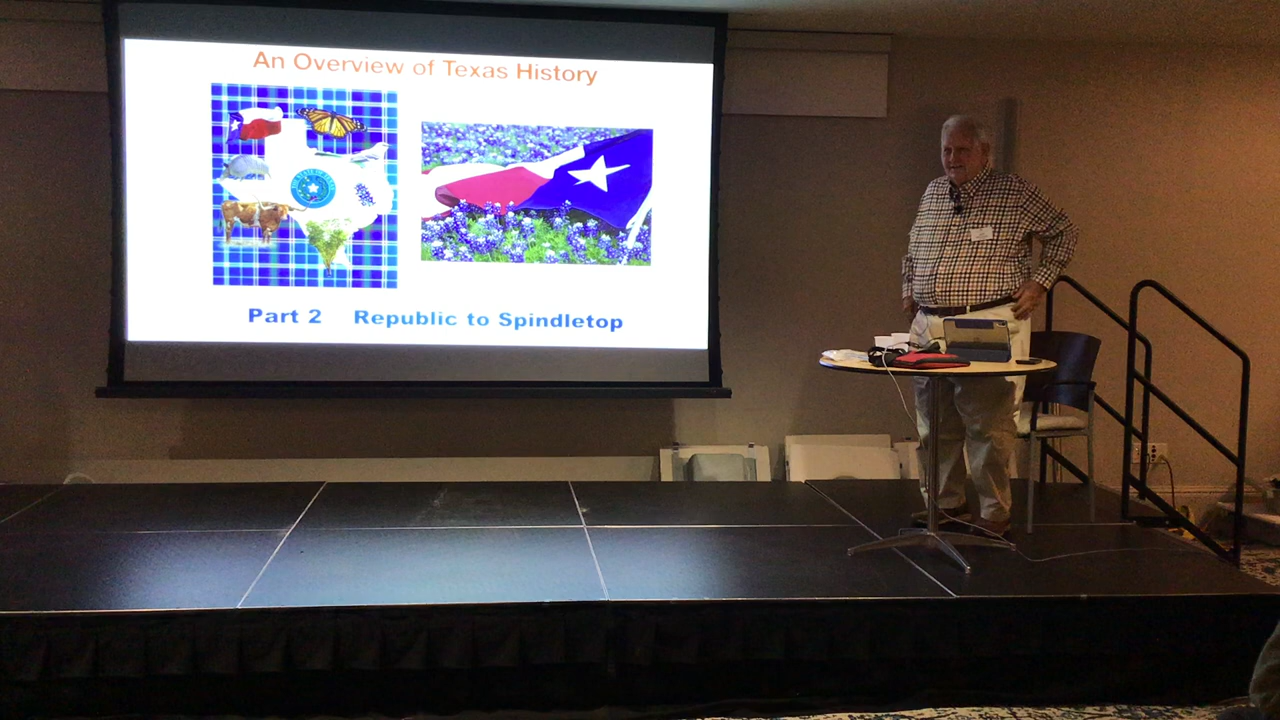 An Overview of Texas History
Part 2 Republic to Spindletop